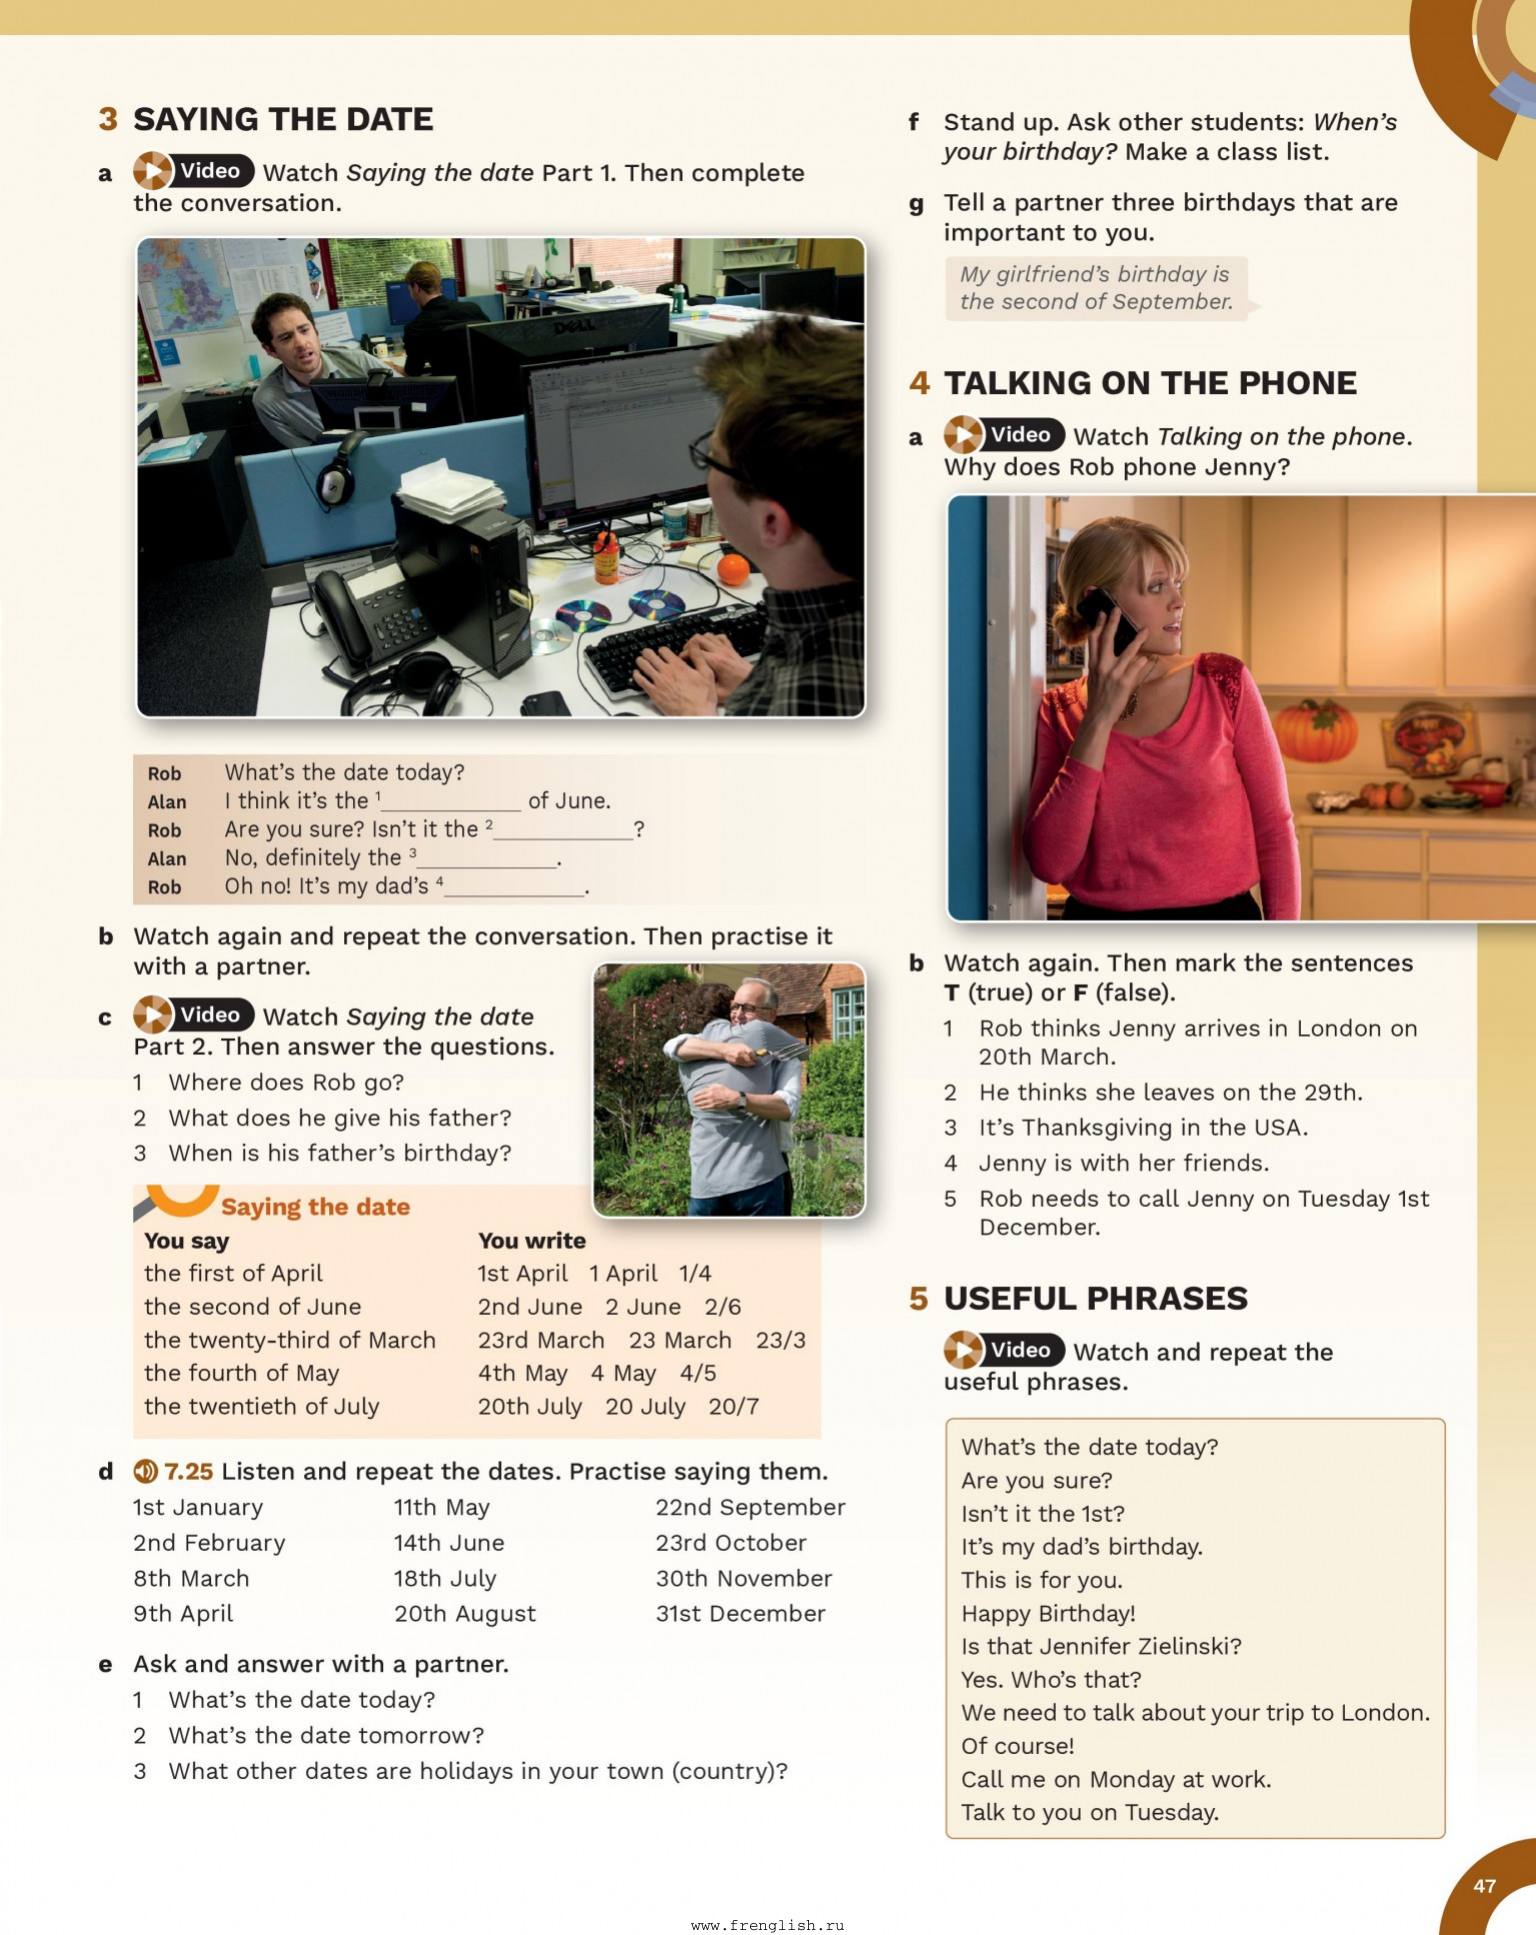 3 SAYING THE DATE
a Video Watch Saying the date Part 1. Then complete
the conversation.
DELL
DELL
Rob What's the date today?
Alan I think it's the 1____________ of June.
Rob Are you sure? Isn't it the 2____________?
Alan No, definitely the 3____________.
Rob Oh no! It's my dad's 4____________.
b Watch again and repeat the conversation. Then practise it
with a partner.
c Video Watch Saying the date
Part 2. Then answer the questions.
1 Where does Rob go?
2 What does he give his father?
3 When is his father's birthday?
Saying the date
You say You write
the first of April 1st April 1 April 1/4
the second of June 2nd June 2 June 2/6
the twenty-third of March 23rd March 23 March 23/3
the fourth of May 4th May 4 May 4/5
the twentieth of July 20th July 20 July 20/7
d 7.25 Listen and repeat the dates. Practise saying them.
1st January 11th May 22nd September
2nd February 14th June 23rd October
8th March 18th July 30th November
9th April 20th August 31st December
e Ask and answer with a partner.
1 What's the date today?
2 What's the date tomorrow?
3 What other dates are holidays in your town (country)?
f Stand up. Ask other students: When's
your birthday? Make a class list.
g Tell a partner three birthdays that are
important to you.
My girlfriend's birthday is
the second of September.
4 TALKING ON THE PHONE
a Video Watch Talking on the phone.
Why does Rob phone Jenny?
b Watch again. Then mark the sentences
T (true) or F (false).
1 Rob thinks Jenny arrives in London on
20th March.
2 He thinks she leaves on the 29th.
3 It's Thanksgiving in the USA.
4 Jenny is with her friends.
5 Rob needs to call Jenny on Tuesday 1st
December.
5 USEFUL PHRASES
Video Watch and repeat the
useful phrases.
What's the date today?
Are you sure?
Isn't it the 1st?
It's my dad's birthday.
This is for you.
Happy Birthday!
Is that Jennifer Zielinski?
Yes. Who's that?
We need to talk about your trip to London.
Of course!
Call me on Monday at work.
Talk to you on Tuesday.
47
www.frenglish.ru